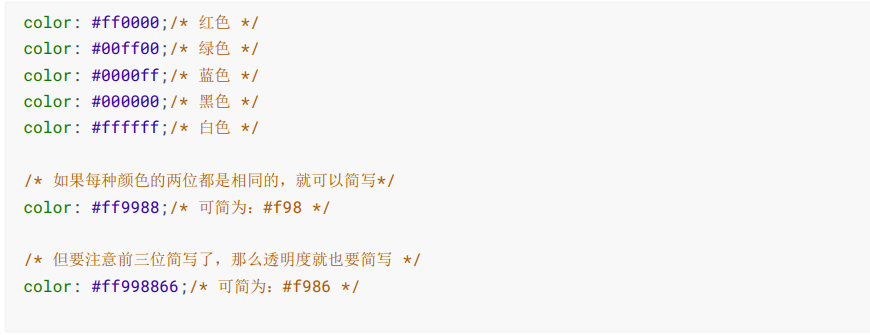 color: #ff0000;/* 红色 */
color: #00ff00;/* 绿色 */
color: #0000ff;/* 蓝色 */
color: #000000;/* 黑色 */
color: #ffffff;/* 白色 */
/* 如果每种颜色的两位都是相同的，就可以简写*/
color: #ff9988;/* 可简为：#f98 */
/* 但要注意前三位简写了，那么透明度就也要简写 */
color: #ff998866;/* 可简为：#f986 */